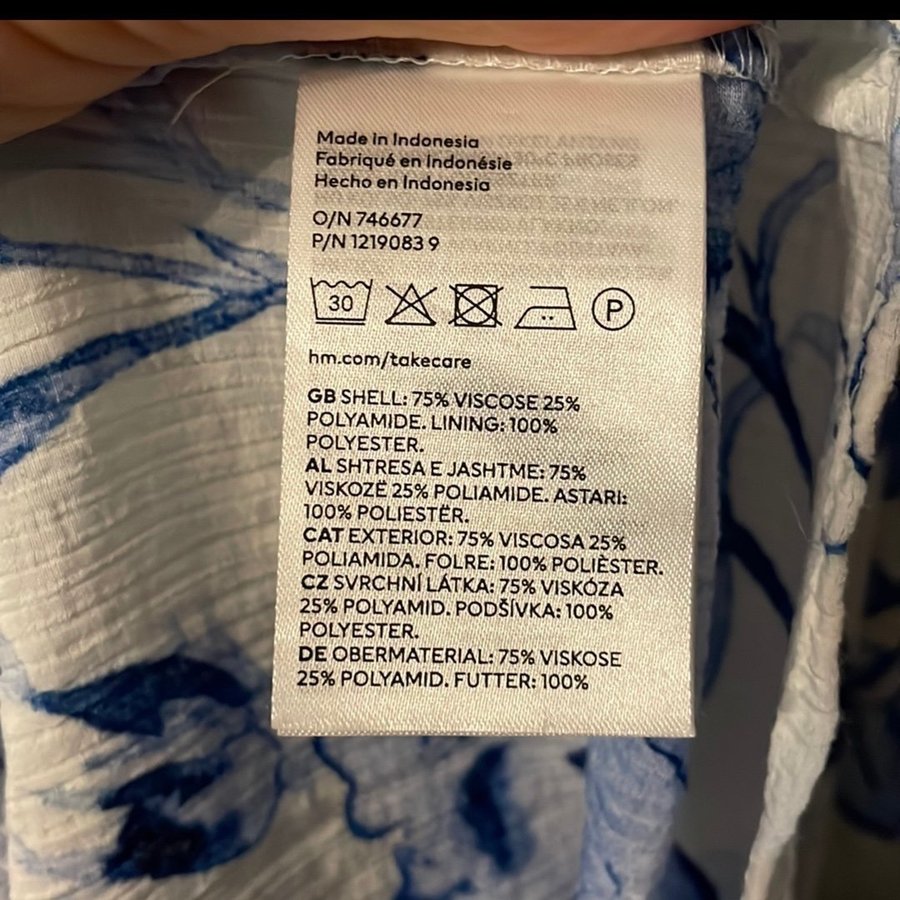 Made in Indonesia
Fabriqué en Indonésie
Hecho en Indonesia
O/N 746677
P/N 1219083 9
30
P
hm.com/takecare
GB SHELL: 75% VISCOSE 25%
POLYAMIDE. LINING: 100%
POLYESTER.
AL SHTRESA E JASHTME: 75%
VISKOZË 25% POLIAMIDE. ASTARI:
100% POLIESTËR.
CAT EXTERIOR: 75% VISCOSA 25%
POLIAMIDA. FOLRE: 100% POLIÈSTER.
CZ SVRCHNÍ LÁTKA: 75% VISKÓZA
25% POLYAMID. PODŠÍVKA: 100%
POLYESTER.
DE OBERMATERIAL: 75% VISKOSE
25% POLYAMID. FUTTER: 100%